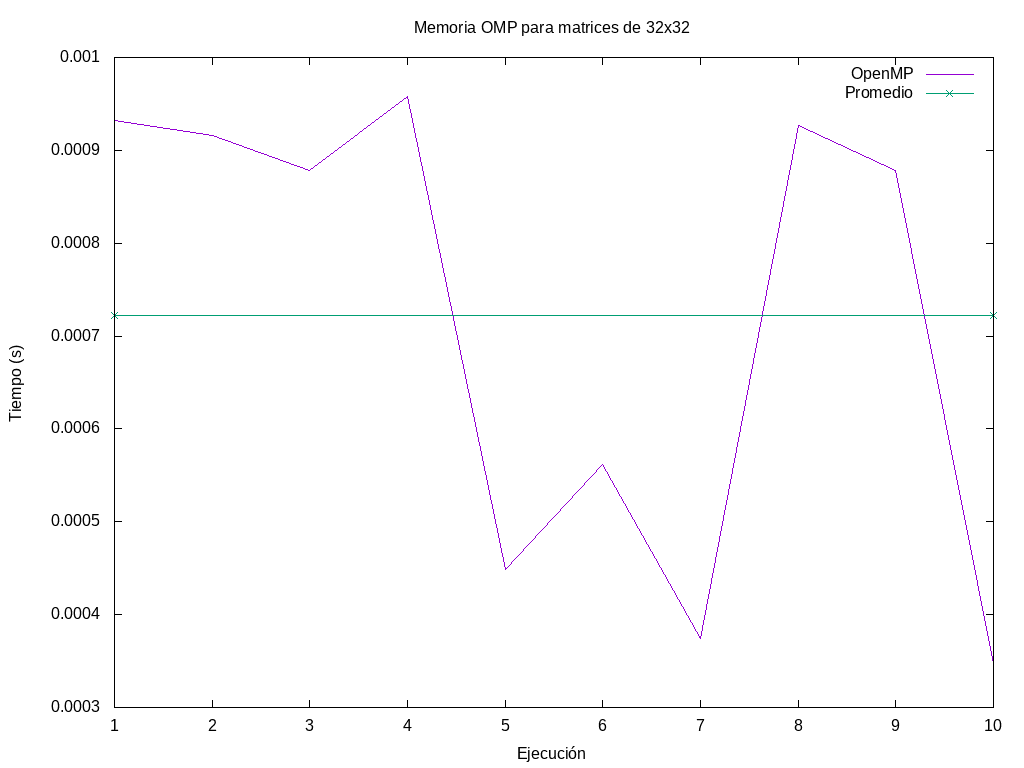 Memoria OMP para matrices de 32x32
OpenMP
Promedio
0.001
0.0009
0.0008
0.0007
0.0006
0.0005
0.0004
0.0003
Tiempo (s)
1 2 3 4 5 6 7 8 9 10
Ejecución